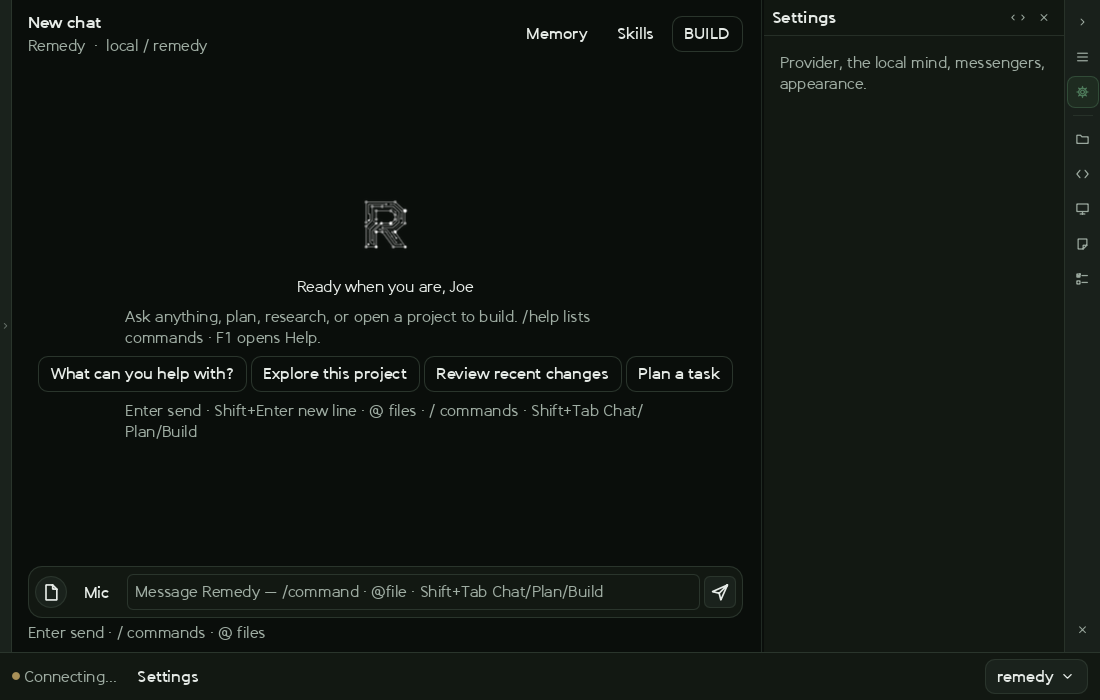 New chat
Remedy · local / remedy
Memory
Skills
BUILD
Settings
Provider, the local mind, messengers,
appearance.
Ready when you are, Joe
Ask anything, plan, research, or open a project to build. /help lists
commands · F1 opens Help.
What can you help with?
Explore this project
Review recent changes
Plan a task
Enter send · Shift+Enter new line · @ files · / commands · Shift+Tab Chat/
Plan/Build
Mic
Message Remedy — /command · @file · Shift+Tab Chat/Plan/Build
Enter send · / commands · @ files
Connecting...
Settings
remedy